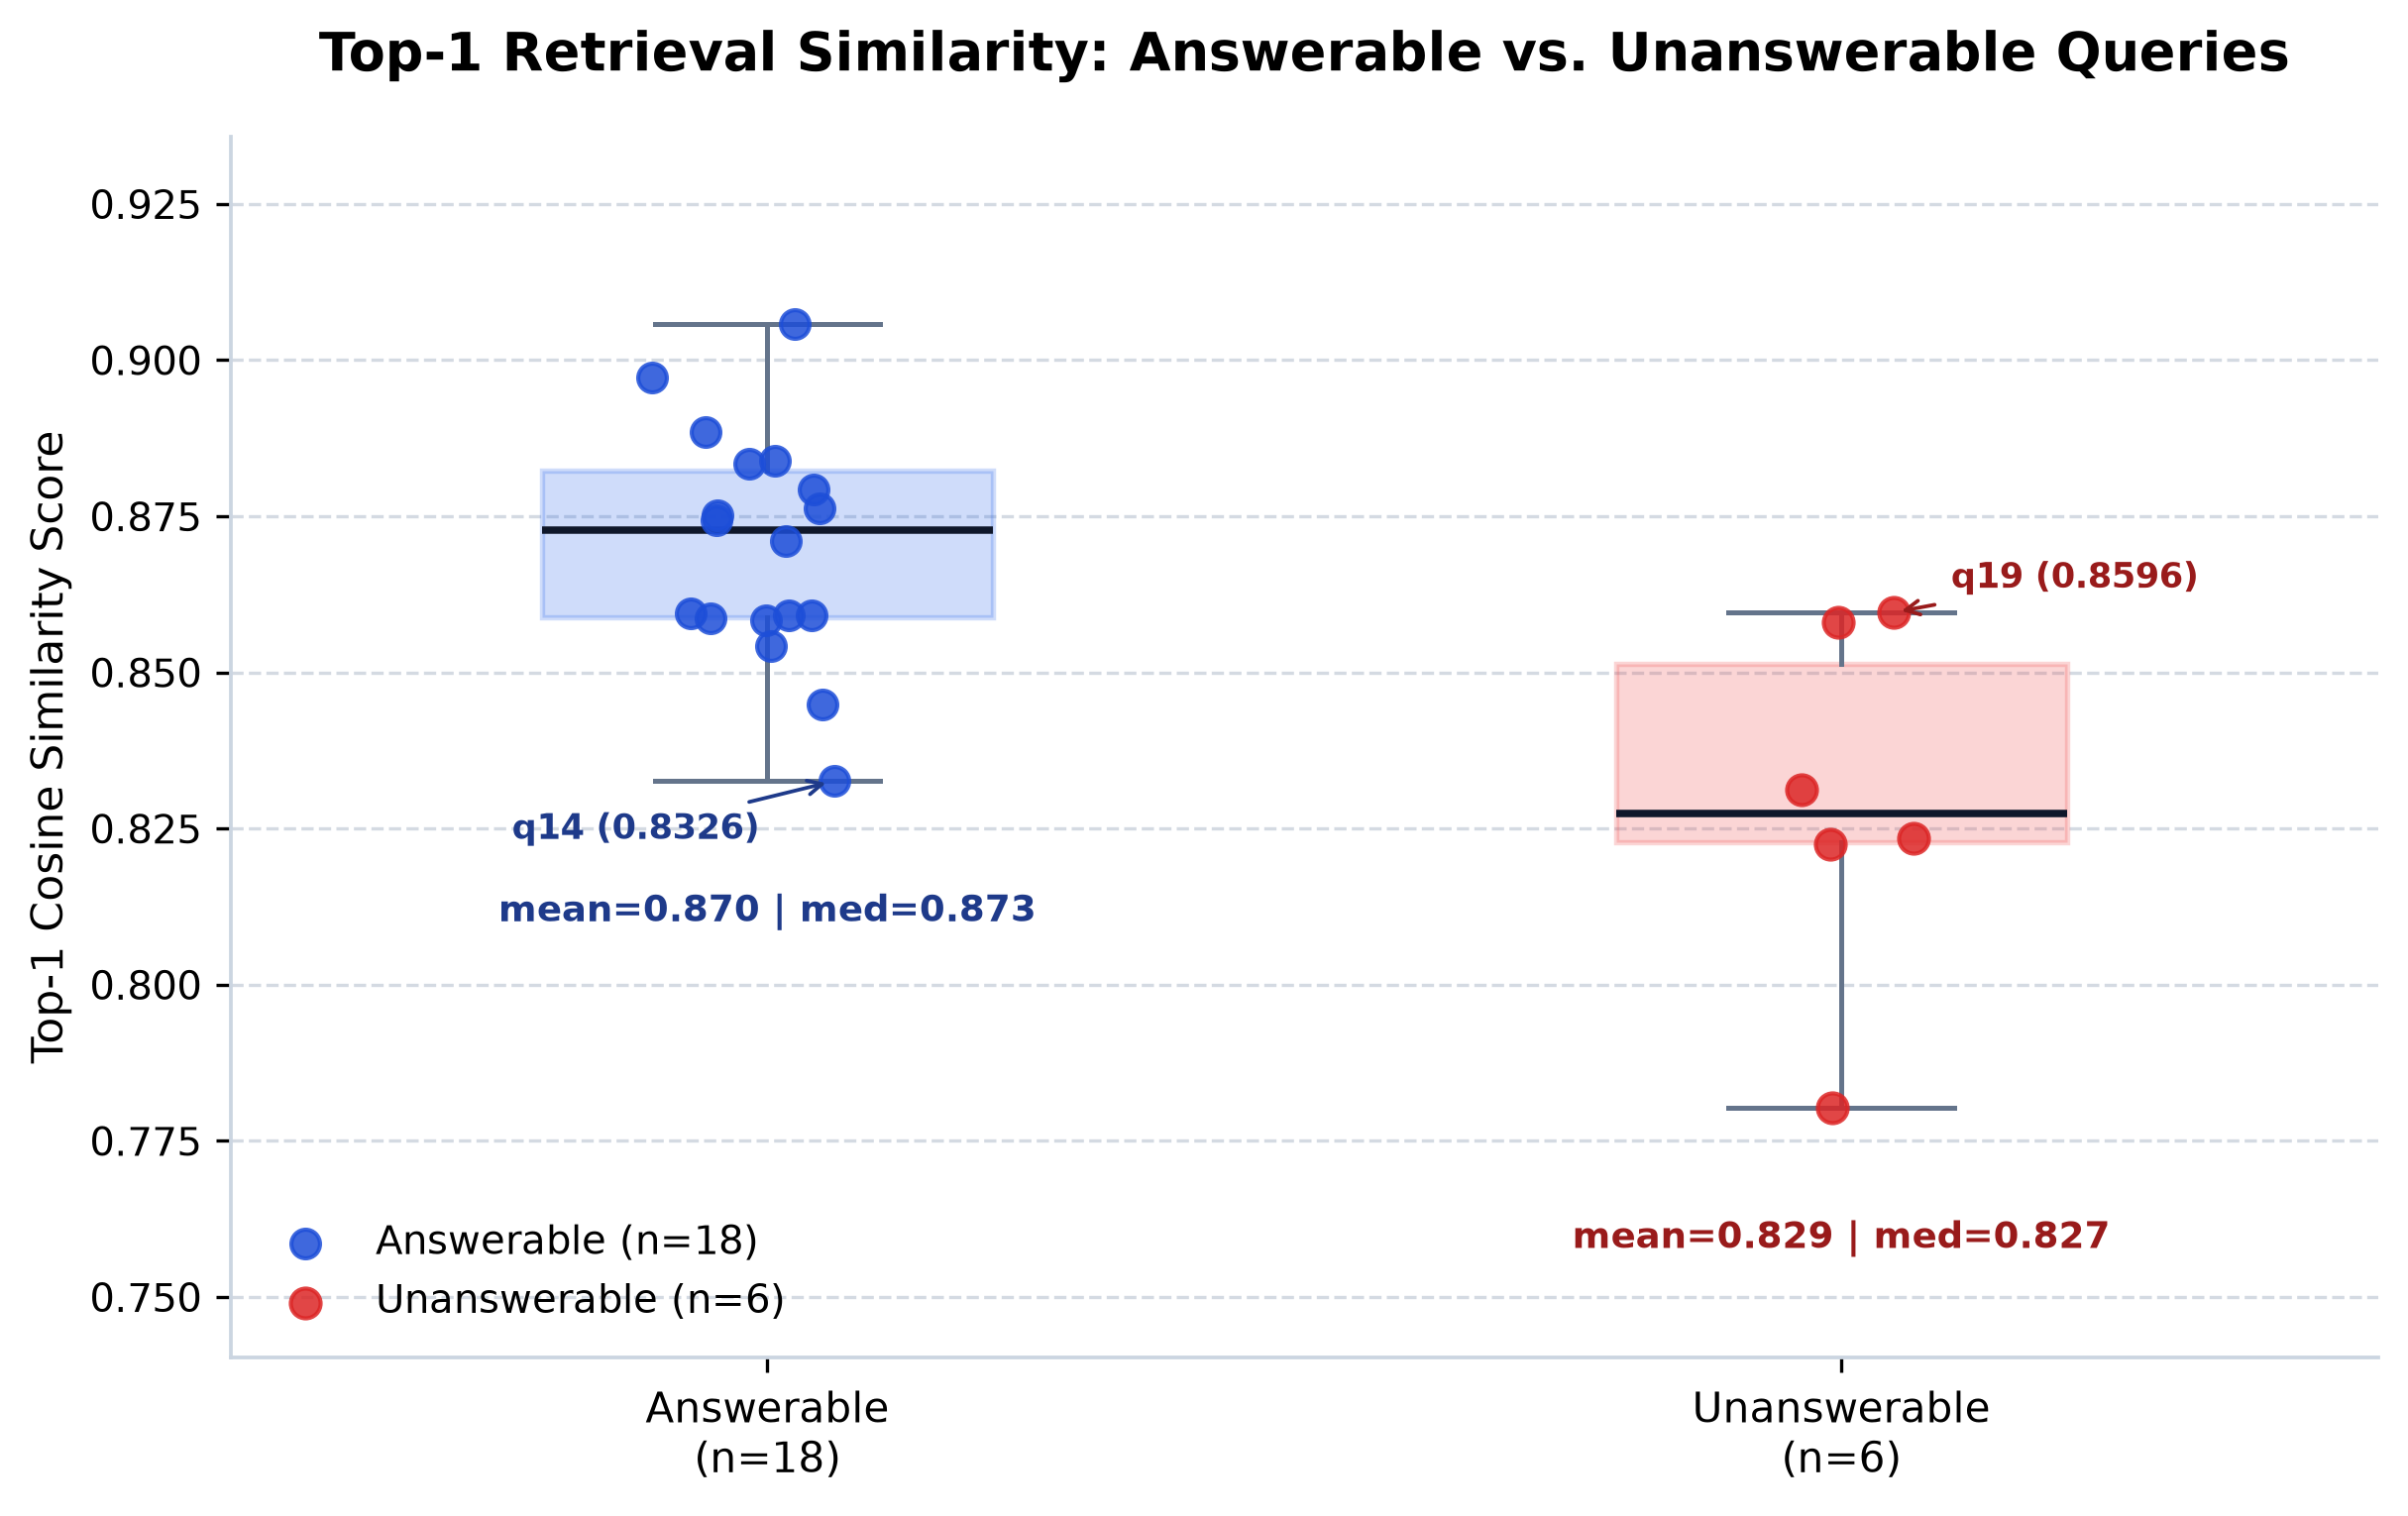 Top-1 Retrieval Similarity: Answerable vs. Unanswerable Queries
Top-1 Cosine Similarity Score
0.925
0.900
0.875
0.850
0.825
0.800
0.775
0.750
q19 (0.8596)
q14 (0.8326)
mean=0.870 | med=0.873
mean=0.829 | med=0.827
Answerable (n=18)
Unanswerable (n=6)
Answerable
(n=18)
Unanswerable
(n=6)